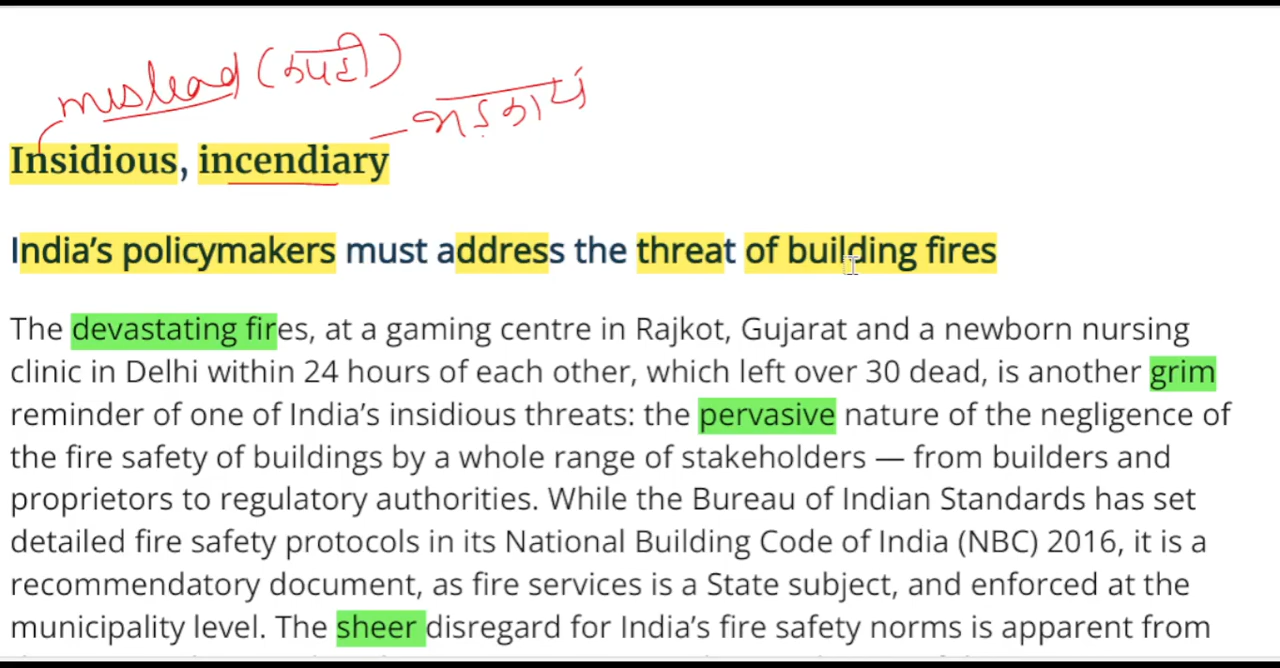 mislead (कपटी)
- भड़काऊ
Insidious, incendiary
India’s policymakers must address the threat of building fires
The devastating fires, at a gaming centre in Rajkot, Gujarat and a newborn nursing
clinic in Delhi within 24 hours of each other, which left over 30 dead, is another grim
reminder of one of India’s insidious threats: the pervasive nature of the negligence of
the fire safety of buildings by a whole range of stakeholders — from builders and
proprietors to regulatory authorities. While the Bureau of Indian Standards has set
detailed fire safety protocols in its National Building Code of India (NBC) 2016, it is a
recommendatory document, as fire services is a State subject, and enforced at the
municipality level. The sheer disregard for India’s fire safety norms is apparent from